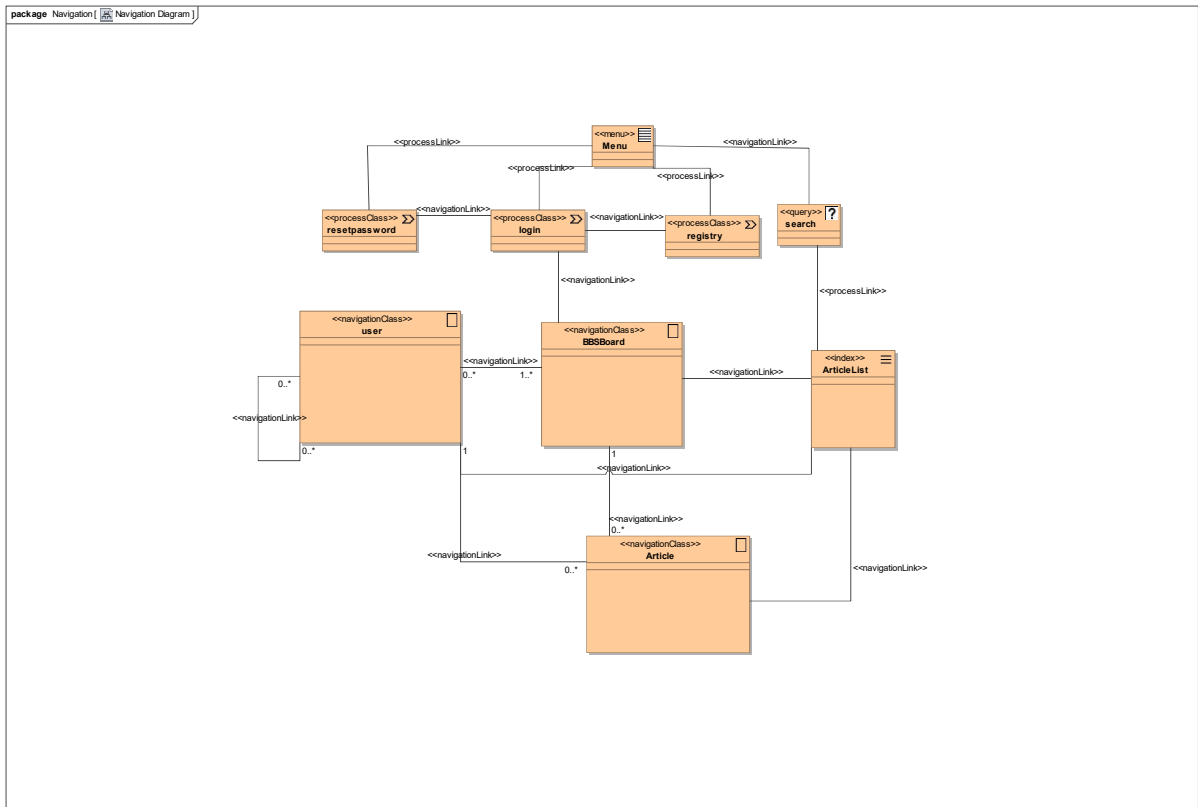 package Navigation [ Navigation Diagram ]
<<menu>>
Menu
<<processLink>>
<<navigationLink>>
<<processLink>>
<<processLink>>
<<processClass>>
resetpassword
<<navigationLink>>
<<processClass>>
login
<<navigationLink>>
<<processClass>>
registry
<<query>>
?
search
<<navigationLink>>
<<processLink>>
<<navigationClass>>
user
<<navigationClass>>
BBSBoard
<<index>>
ArticleList
<<navigationLink>>
0..*
1..*
<<navigationLink>>
0..*
<<navigationLink>>
0..*
1
1
<<navigationLink>>
<<navigationLink>>
0..*
<<navigationClass>>
Article
<<navigationLink>>
0..*
<<navigationLink>>